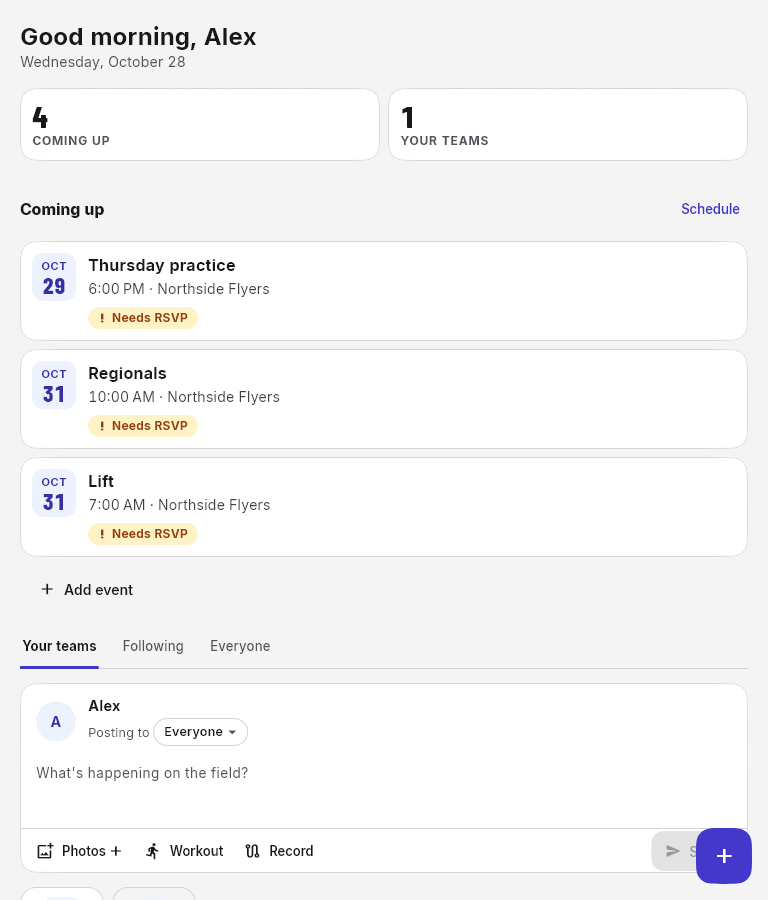 Good morning, Alex
Wednesday, October 28
4
COMING UP
1
YOUR TEAMS
Coming up
Schedule
OCT
29
Thursday practice
6:00 PM · Northside Flyers
! Needs RSVP
OCT
31
Regionals
10:00 AM · Northside Flyers
! Needs RSVP
OCT
31
Lift
7:00 AM · Northside Flyers
! Needs RSVP
+ Add event
Your teams
Following
Everyone
A
Alex
Posting to Everyone
What's happening on the field?
Photos +
Workout
Record
+